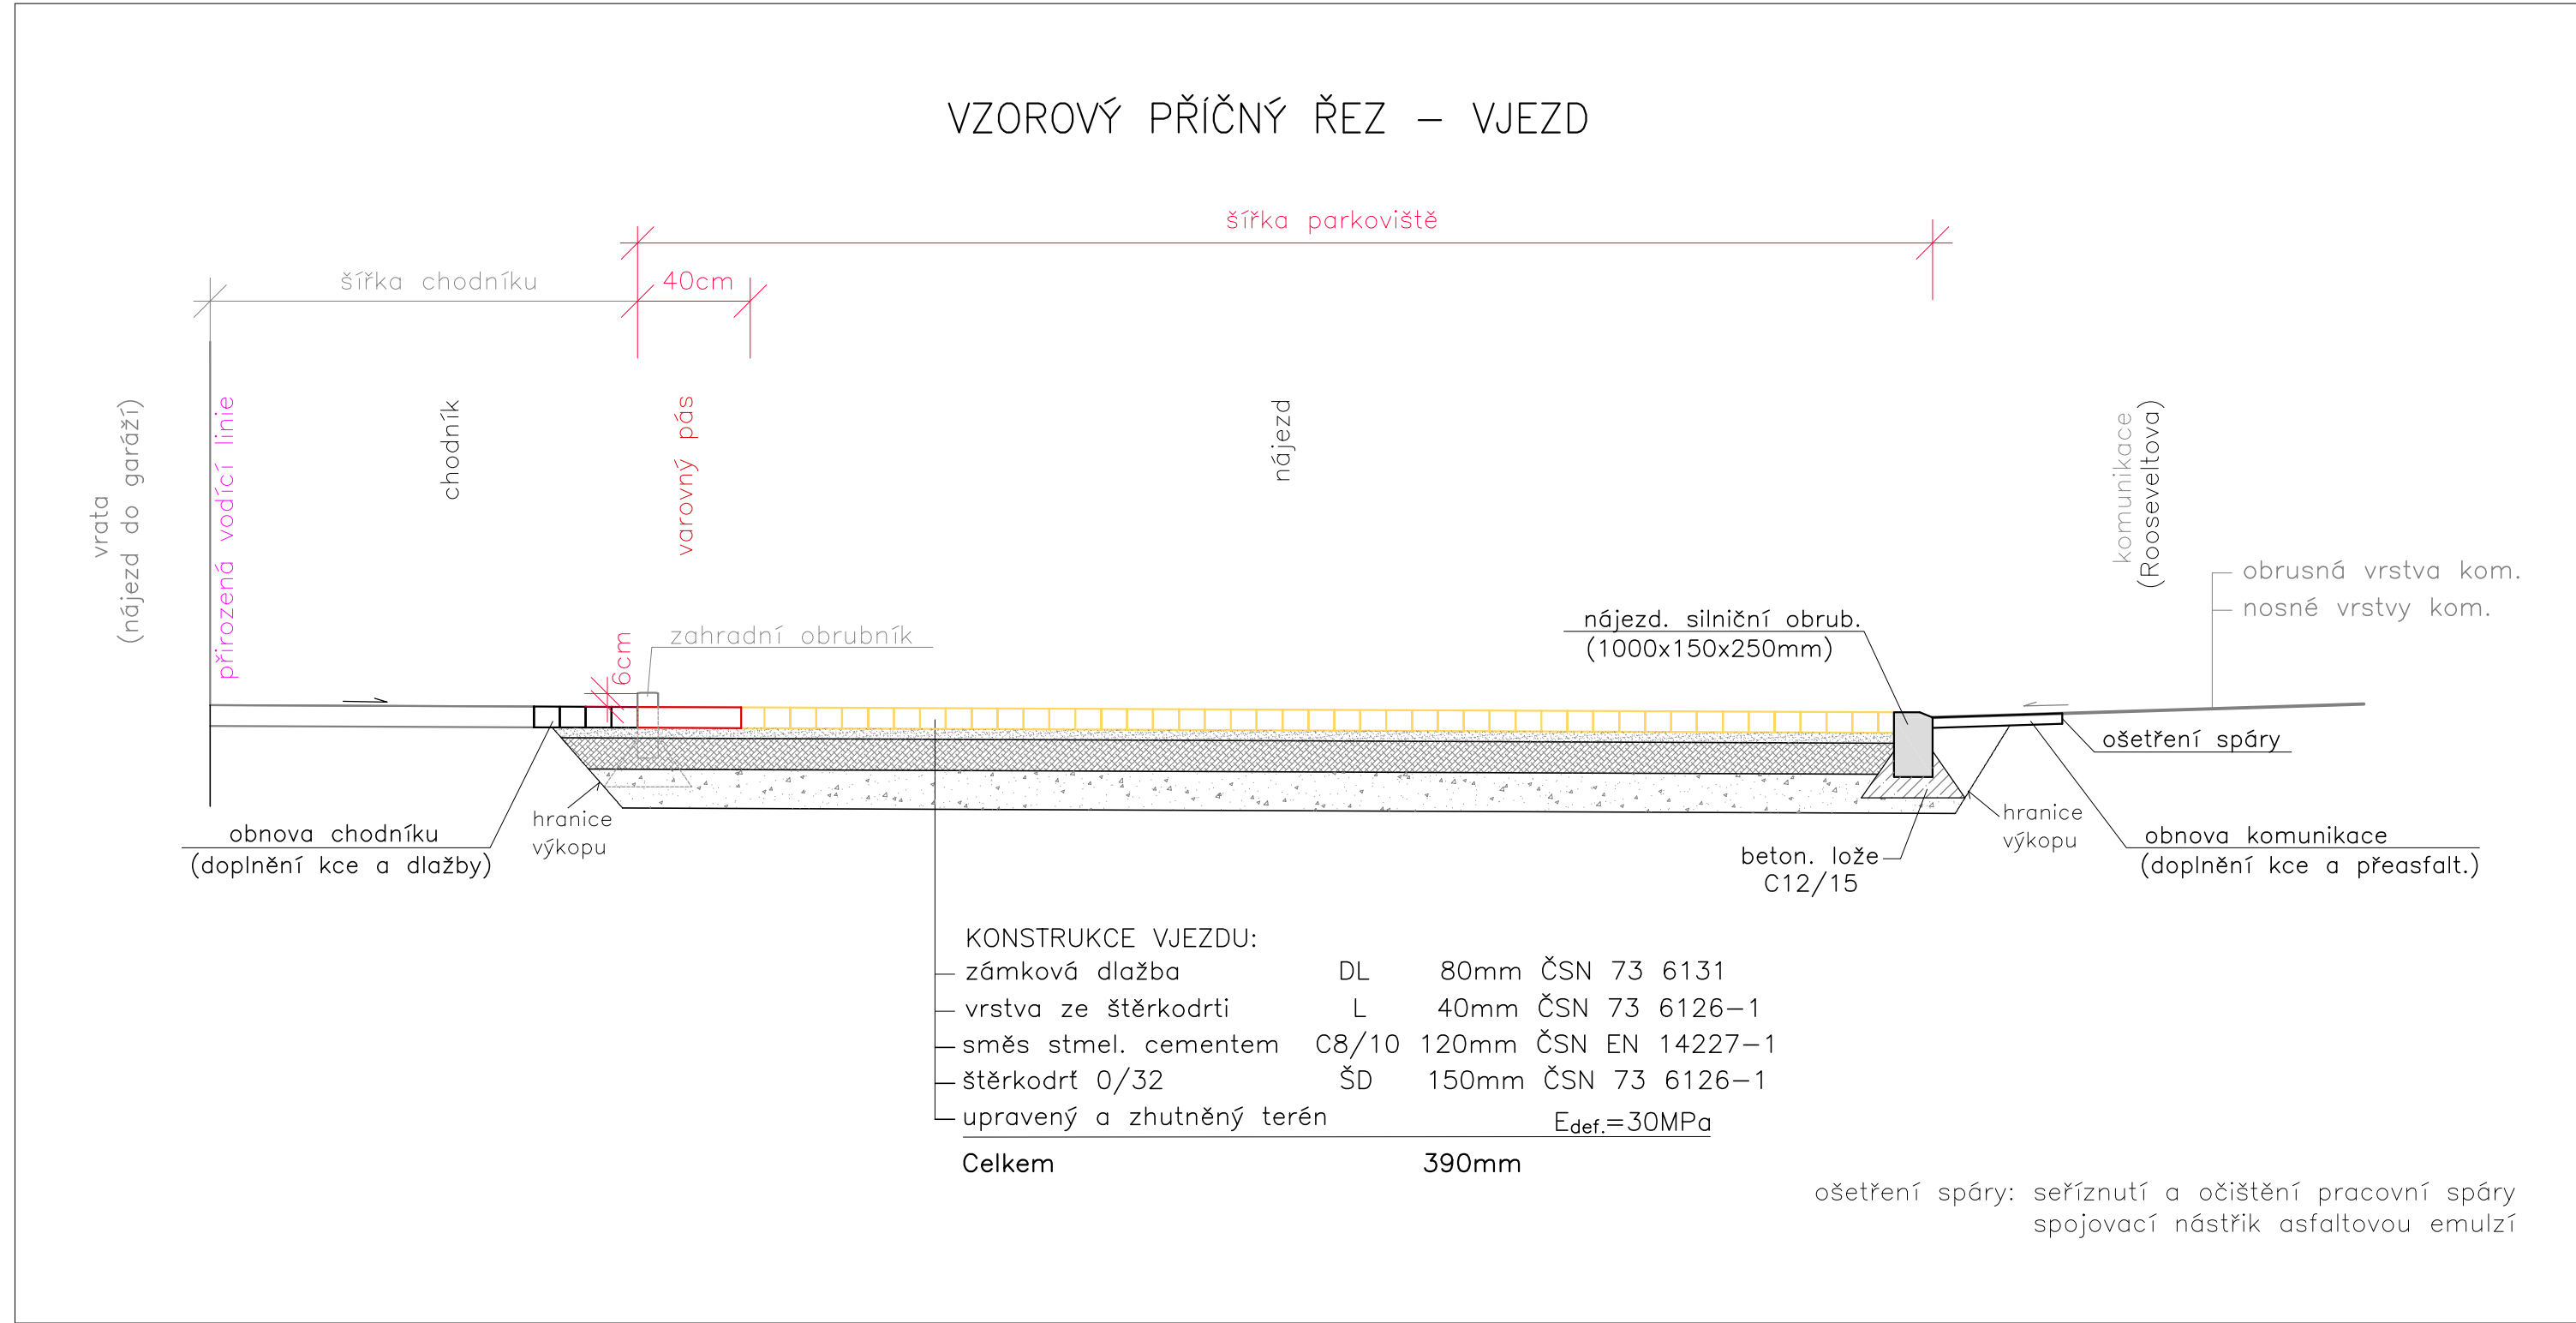 VZOROVÝ PŘÍČNÝ ŘEZ – VJEZD
šířka parkoviště
šířka chodníku
40cm
vrata
(nájezd do garáží)
přirozená vodící linie
chodník
varovný pás
nájezd
komunikace
(Rooseveltova)
obrusná vrstva kom.
nosné vrstvy kom.
nájezd. silniční obrub.
(1000x150x250mm)
zahradní obrubník
6cm
ošetření spáry
hranice
výkopu
obnova chodníku
(doplnění kce a dlažby)
hranice
výkopu
obnova komunikace
(doplnění kce a přeasfalt.)
beton. lože
C12/15
KONSTRUKCE VJEZDU:
zámková dlažba DL 80mm ČSN 73 6131
vrstva ze štěrkodrti L 40mm ČSN 73 6126–1
směs stmel. cementem C8/10 120mm ČSN EN 14227–1
štěrkodrť 0/32 ŠD 150mm ČSN 73 6126–1
upravený a zhutněný terén Edef.=30MPa
Celkem 390mm
ošetření spáry: seříznutí a očištění pracovní spáry
spojovací nástřik asfaltovou emulzí